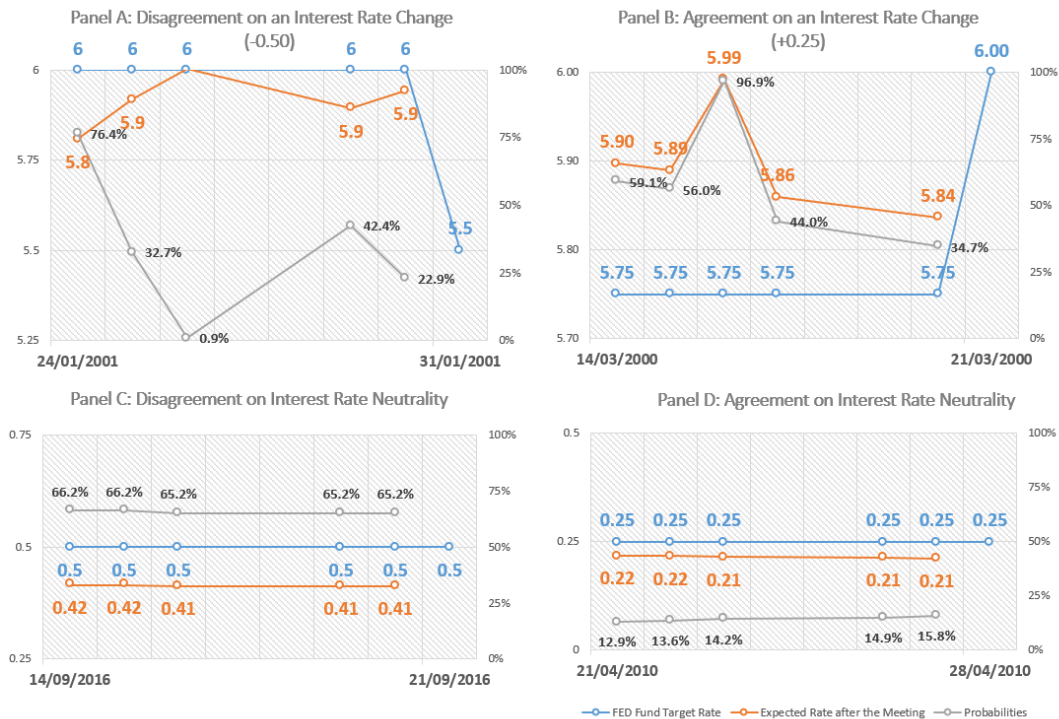 Panel A: Disagreement on an Interest Rate Change
(-0.50)
6 6 6 6 6
6 100%
5.9 5.9 5.9
76.4%
5.8
75%
5.75
50%
42.4%
5.5 32.7% 5.5
22.9% 25%
0.9%
5.25 0%
24/01/2001 31/01/2001
Panel B: Agreement on an Interest Rate Change
(+0.25)
5.99 6.00
6.00 100%
96.9%
5.90 5.89 75%
5.90 5.86 5.84
59.1% 56.0%
50%
44.0%
5.80 34.7%
5.75 5.75 5.75 5.75 5.75 25%
5.70 0%
14/03/2000 21/03/2000
Panel C: Disagreement on Interest Rate Neutrality
0.75 100%
66.2% 66.2% 65.2% 65.2% 65.2% 75%
0.5 50%
0.5 0.5 0.5 0.5 0.5 0.5
0.42 0.42 0.41 0.41 0.41 25%
0.25 0%
14/09/2016 21/09/2016
Panel D: Agreement on Interest Rate Neutrality
0.5 100%
75%
0.25 0.25 0.25 0.25 0.25 0.25
0.25 50%
0.22 0.22 0.21 0.21 0.21
25%
12.9% 13.6% 14.2% 14.9% 15.8%
0 0%
21/04/2010 28/04/2010
FED Fund Target Rate Expected Rate after the Meeting Probabilities